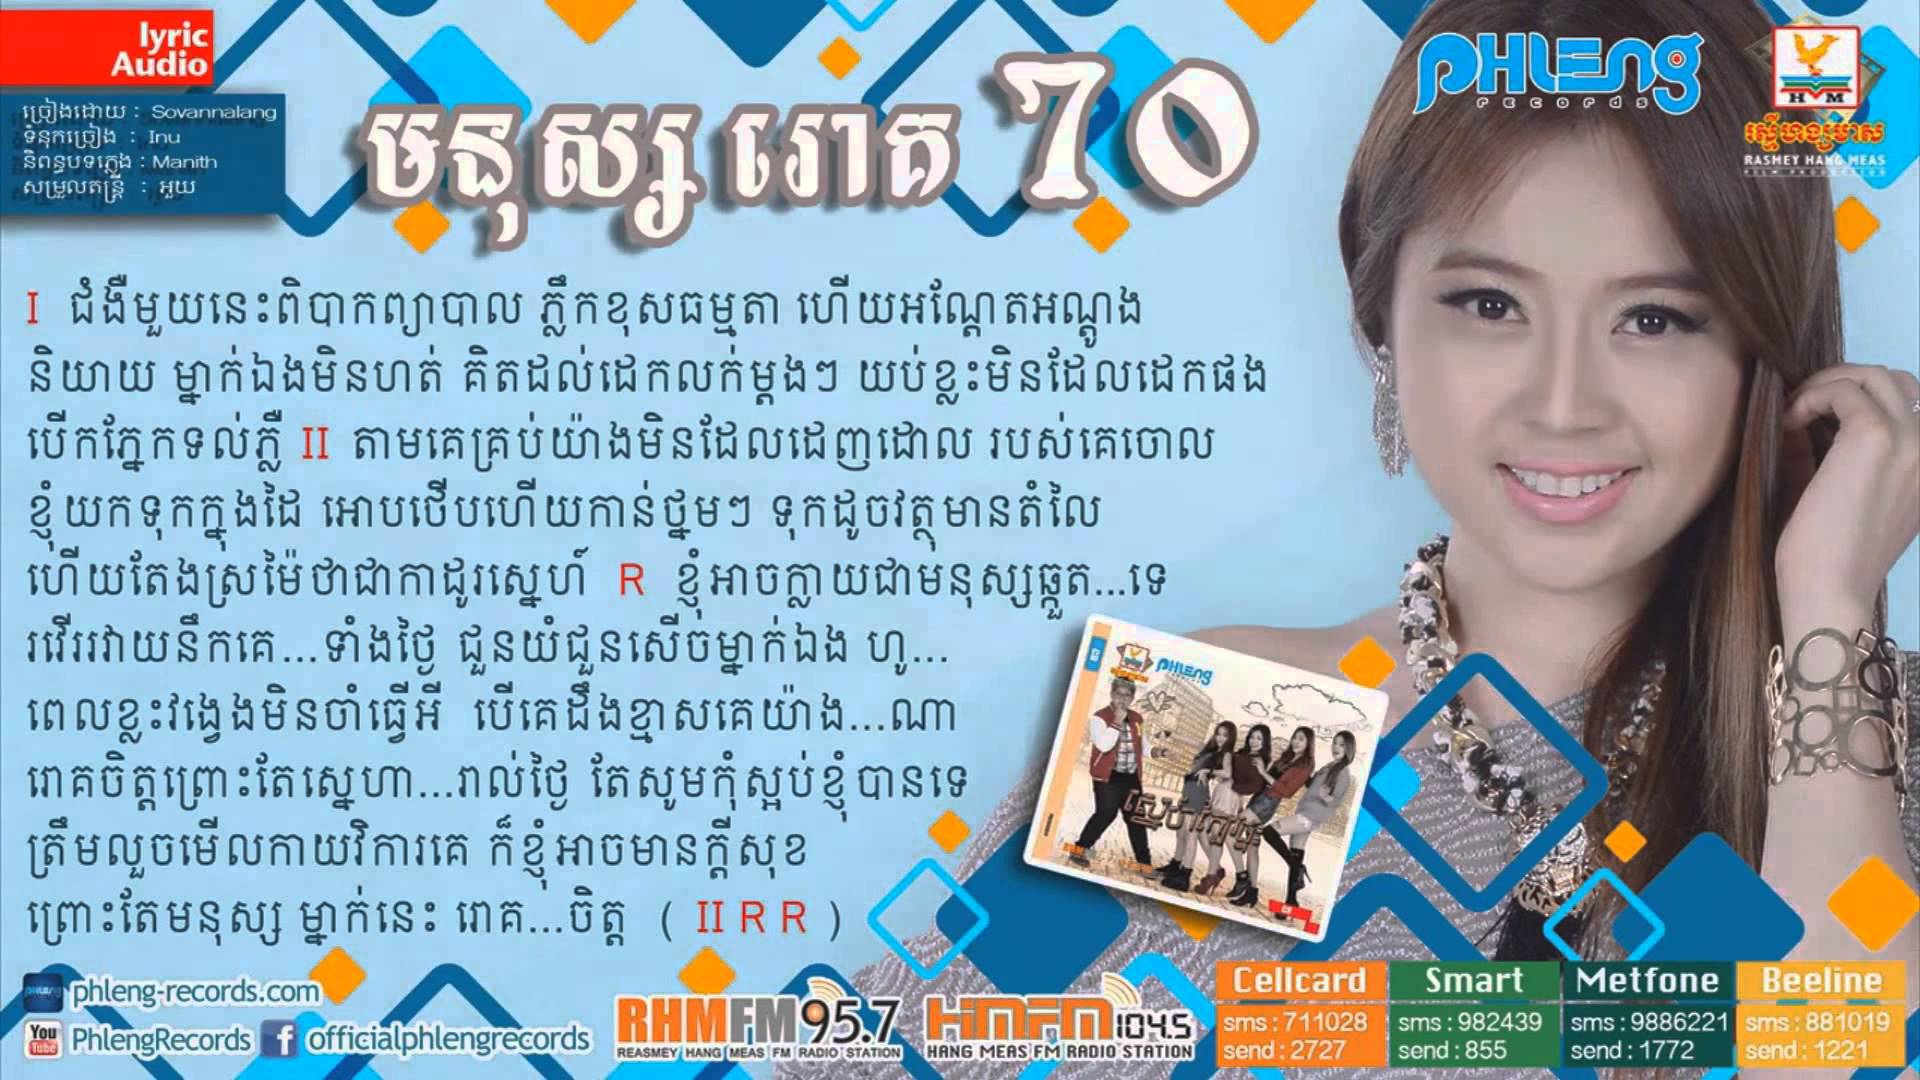 lyric
Audio
ច្រៀងដោយ : Sovannalang
ទំនុកច្រៀង : Inu
និពន្ធបទភ្លេង : Manith
សម្រួលតន្ត្រី : អួយ
មនុស្ស រោគ 70
PHLENG
records
HM
រស្មីហង្សមាស
RASMEY HANG MEAS
FILM PRODUCTION
I ជំងឺមួយនេះពិបាកព្យាបាល ភ្លឹកខុសធម្មតា ហើយអណ្តែតអណ្តូង
និយាយ ម្នាក់ឯងមិនហត់ គិតដល់ដេកលក់ម្តងៗ យប់ខ្លះមិនដែលដេកផង
បើកភ្នែកទល់ភ្លឺ II តាមគេគ្រប់យ៉ាងមិនដែលដេញដោល របស់គេចោល
ខ្ញុំយកទុកក្នុងដៃ អោបថើបហើយកាន់ថ្នមៗ ទុកដូចវត្ថុមានតំលៃ
ហើយតែងស្រមៃថាជាកាដូរស្នេហ៍ R ខ្ញុំអាចក្លាយជាមនុស្សឆ្កួត...ទេ
រវើររវាយនឹកគេ...ទាំងថ្ងៃ ជួនយំជួនសើចម្នាក់ឯង ហូ...
ពេលខ្លះវង្វេងមិនចាំធ្វើអី បើគេដឹងខ្មាសគេយ៉ាង...ណា
រោគចិត្តព្រោះតែស្នេហា...រាល់ថ្ងៃ តែសូមកុំស្អប់ខ្ញុំបានទេ
ត្រឹមលួចមើលកាយវិការគេ ក៏ខ្ញុំអាចមានក្តីសុខ
ព្រោះតែមនុស្ស ម្នាក់នេះ រោគ...ចិត្ត ( II R R )
PHLENG
phleng-records.com
You Tube PhlengRecords f officialphlengrecords
RHMFM 95.7
REASMEY HANG MEAS FM RADIO STATION
HMFM 104.5
HANG MEAS FM RADIO STATION
Cellcard
sms : 711028
send : 2727
Smart
sms : 982439
send : 855
Metfone
sms : 9886221
send : 1772
Beeline
sms : 881019
send : 1221